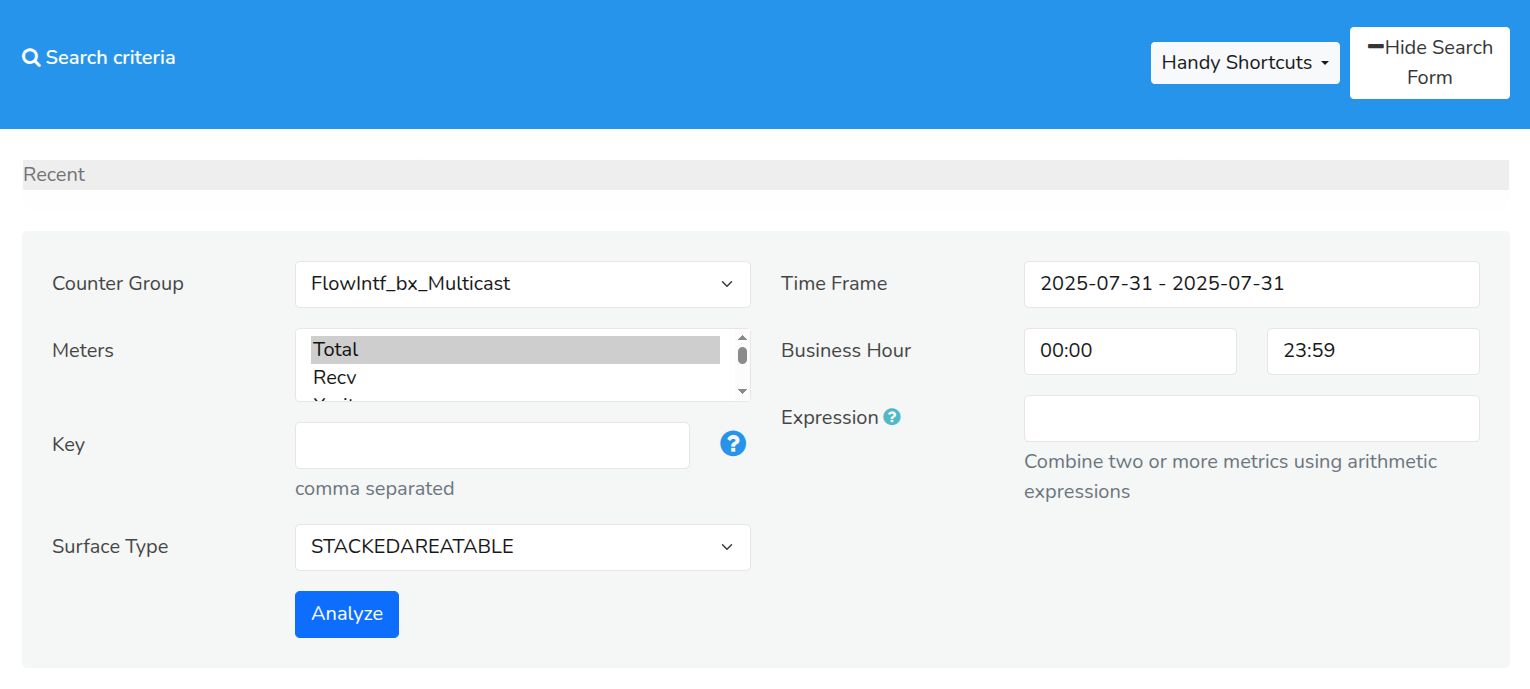 Search criteria
Handy Shortcuts
Hide Search
Form
Recent
Counter Group
FlowIntf_bx_Multicast
Time Frame
2025-07-31 - 2025-07-31
Meters
Total
Recv
Business Hour
00:00
23:59
Expression
Combine two or more metrics using arithmetic
expressions
Key
comma separated
Surface Type
STACKEDAREATABLE
Analyze